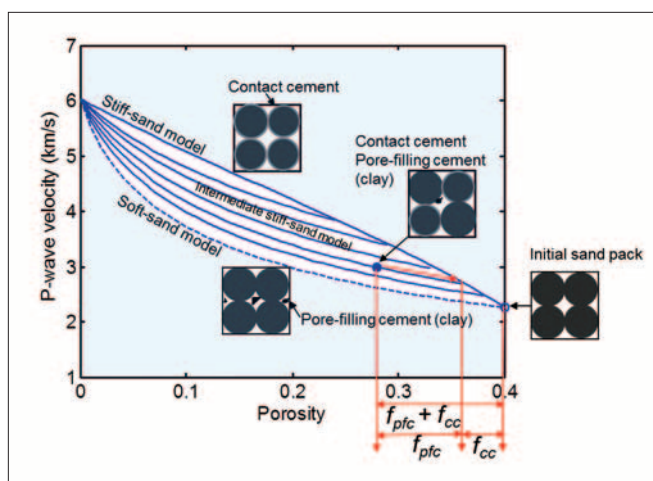 7
6
5
4
3
2
1
P-wave velocity (km/s)
Contact cement
Stiff-sand model
Contact cement
Pore-filling cement
(clay)
Intermediate stiff-sand model
Soft-sand model
Initial sand pack
Pore-filling cement (clay)
0
0.1
0.2
0.3
0.4
Porosity
fpfc + fcc
fpfc
fcc